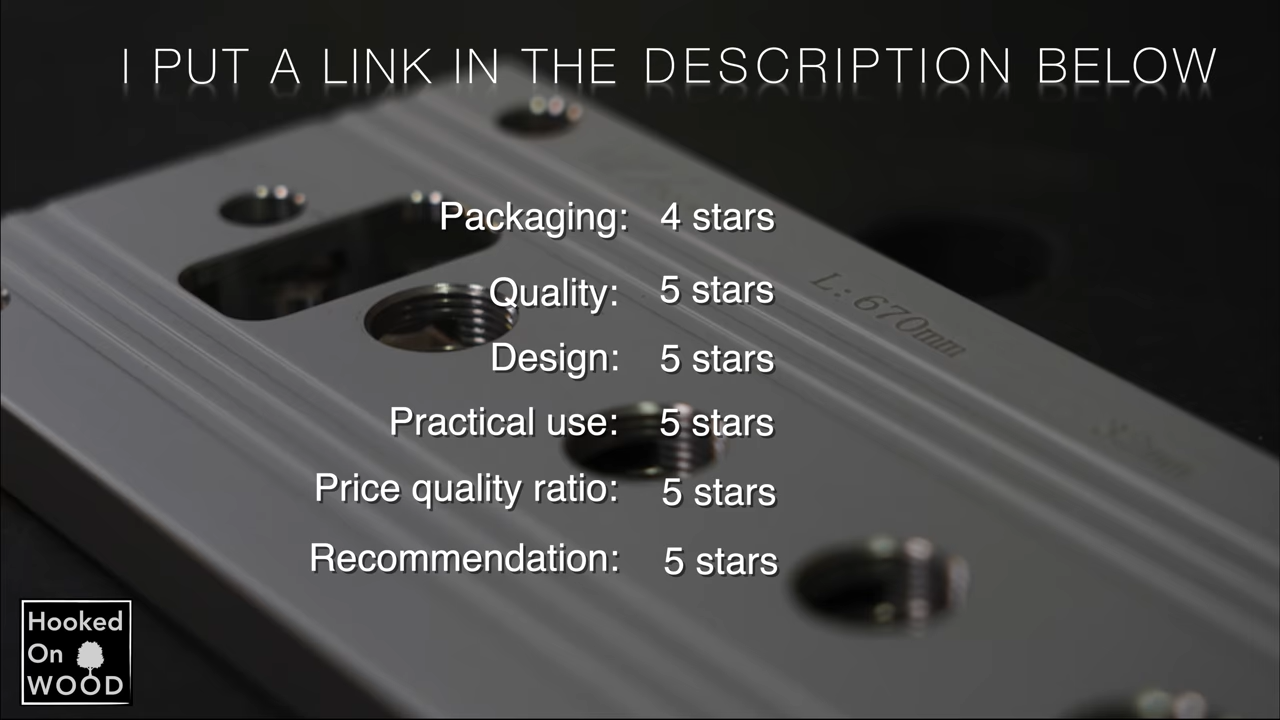 I PUT A LINK IN THE DESCRIPTION BELOW
Packaging: 4 stars
Quality: 5 stars
Design: 5 stars
Practical use: 5 stars
Price quality ratio: 5 stars
Recommendation: 5 stars
L: 670mm
Hooked
On
WOOD